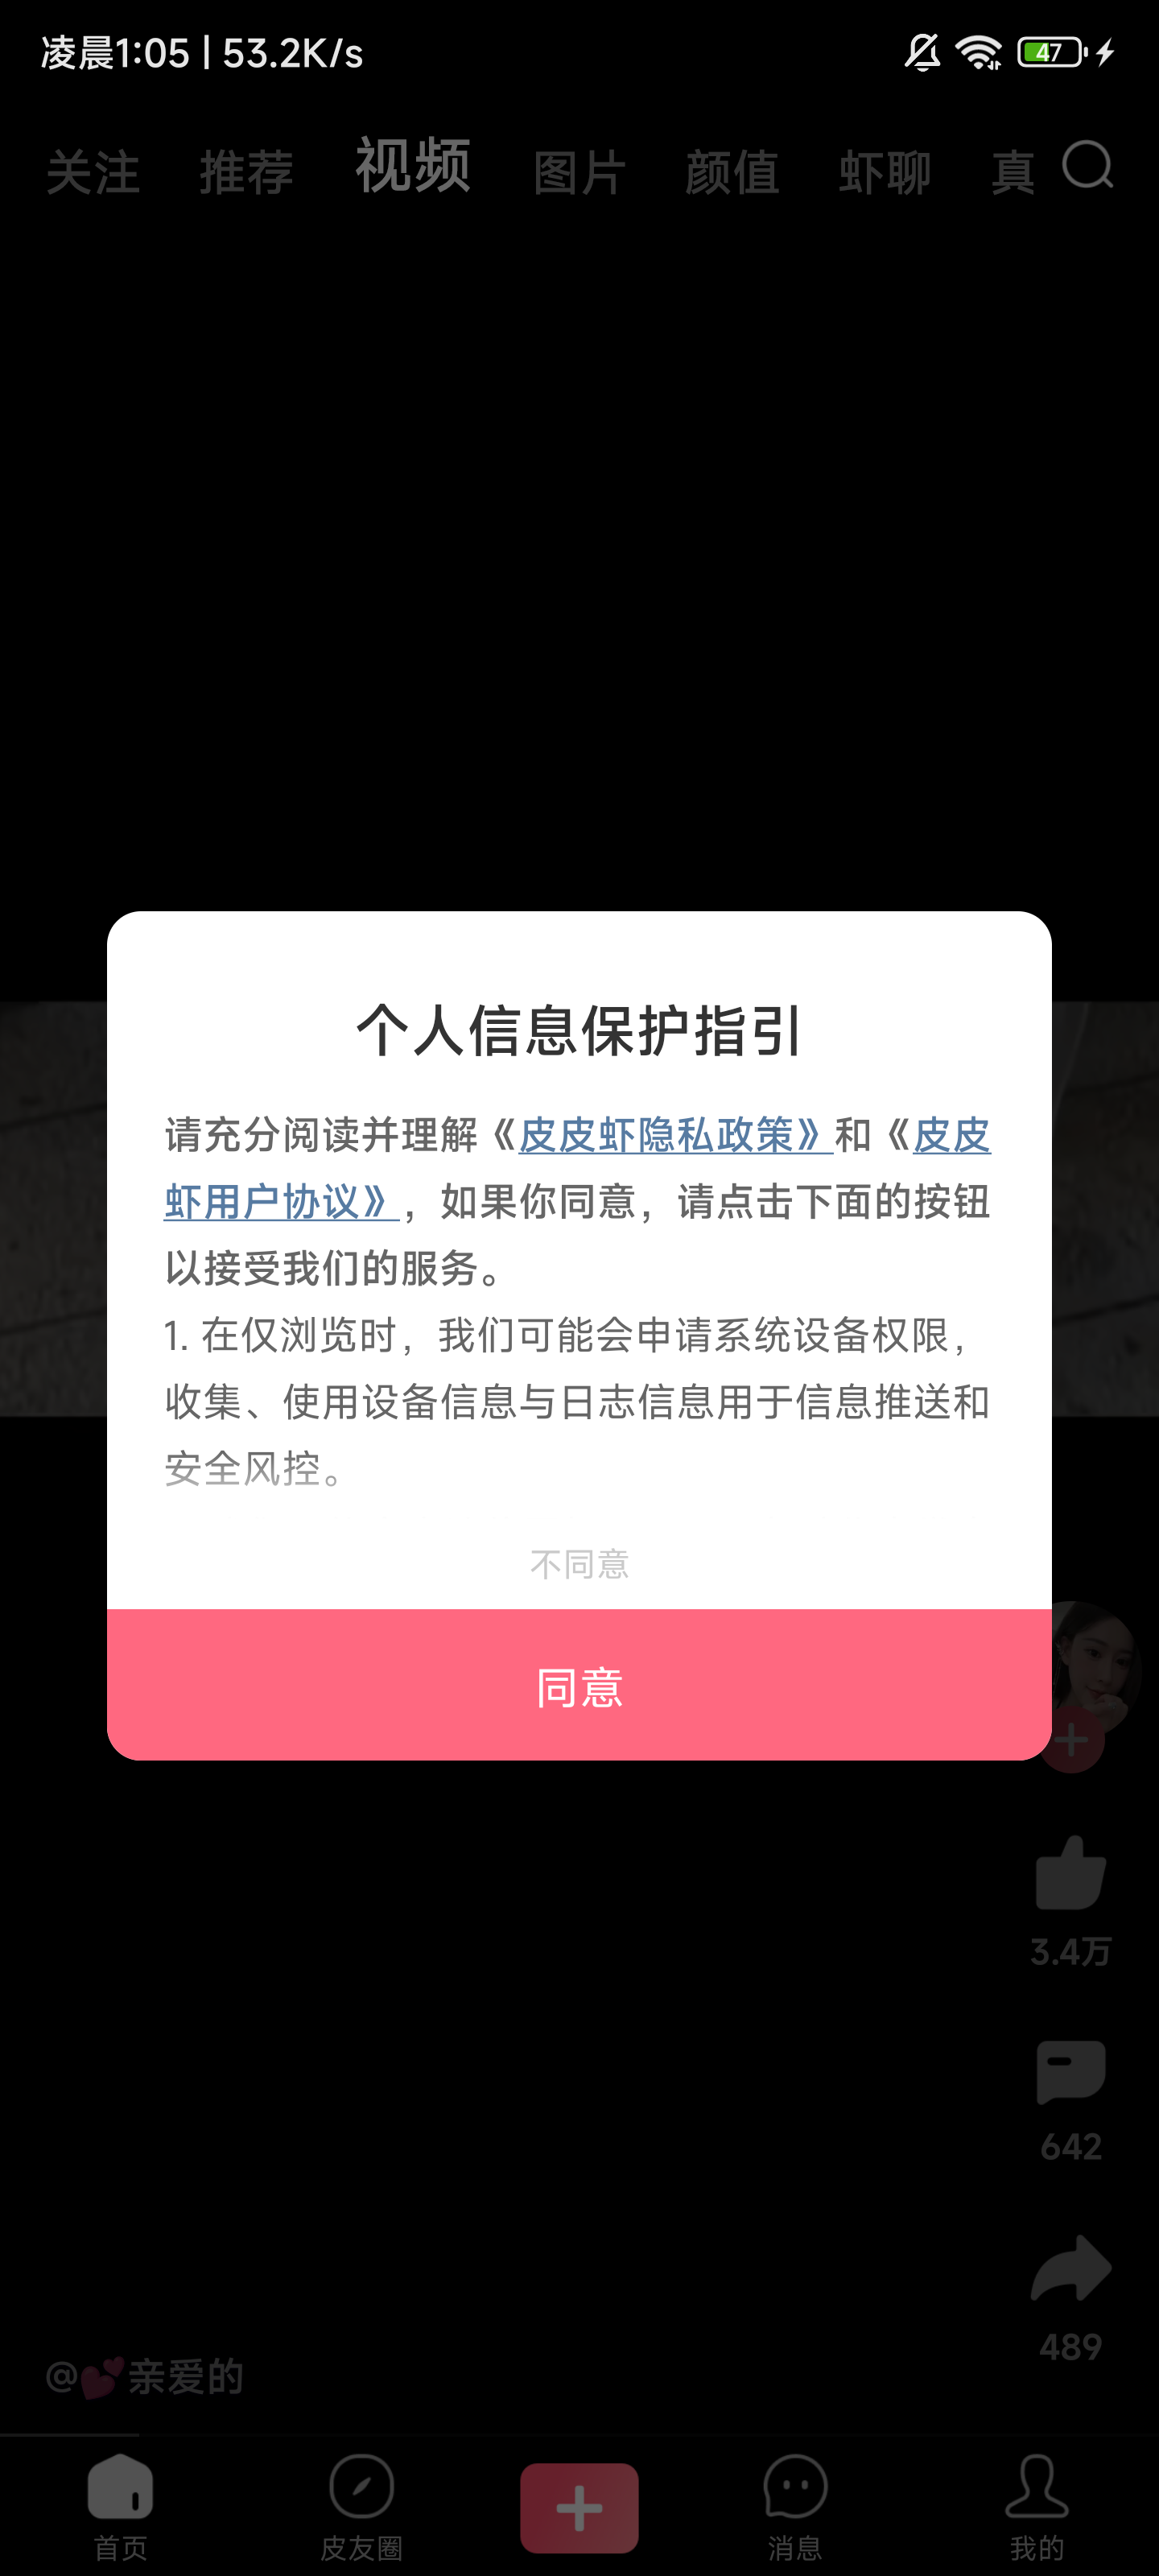 凌晨1:05 | 53.2K/s
47
关注 推荐 视频 图片 颜值 虾聊 真
个人信息保护指引
请充分阅读并理解《皮皮虾隐私政策》和《皮皮
虾用户协议》，如果你同意，请点击下面的按钮
以接受我们的服务。
1. 在仅浏览时，我们可能会申请系统设备权限，
收集、使用设备信息与日志信息用于信息推送和
安全风控。
不同意
同意
3.4万
642
489
@💕亲爱的
首页 皮友圈 消息 我的